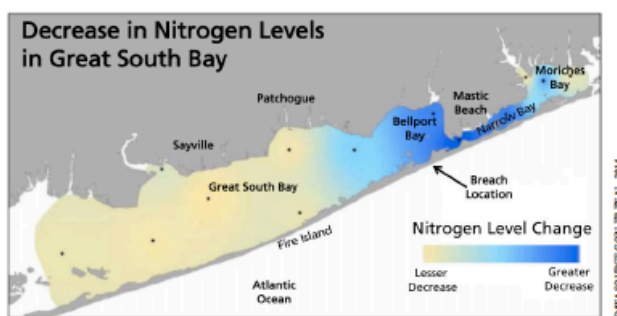 Decrease in Nitrogen Levels
in Great South Bay
Moriches
Bay
Mastic
Beach
Patchogue
Narrow Bay
Bellport
Bay
Sayville
Breach
Location
Great South Bay
Fire Island
Nitrogen Level Change
Lesser
Decrease
Greater
Decrease
Atlantic
Ocean